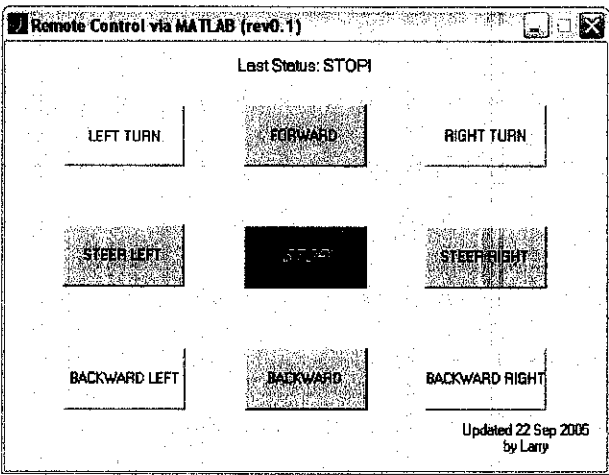 Remote Control via MATLAB (rev0.1)
Last Status: STOP!
LEFT TURN
FORWARD
RIGHT TURN
STEER LEFT
STOP!
STEER RIGHT
BACKWARD LEFT
BACKWARD
BACKWARD RIGHT
Updated 22 Sep 2005
by Larry